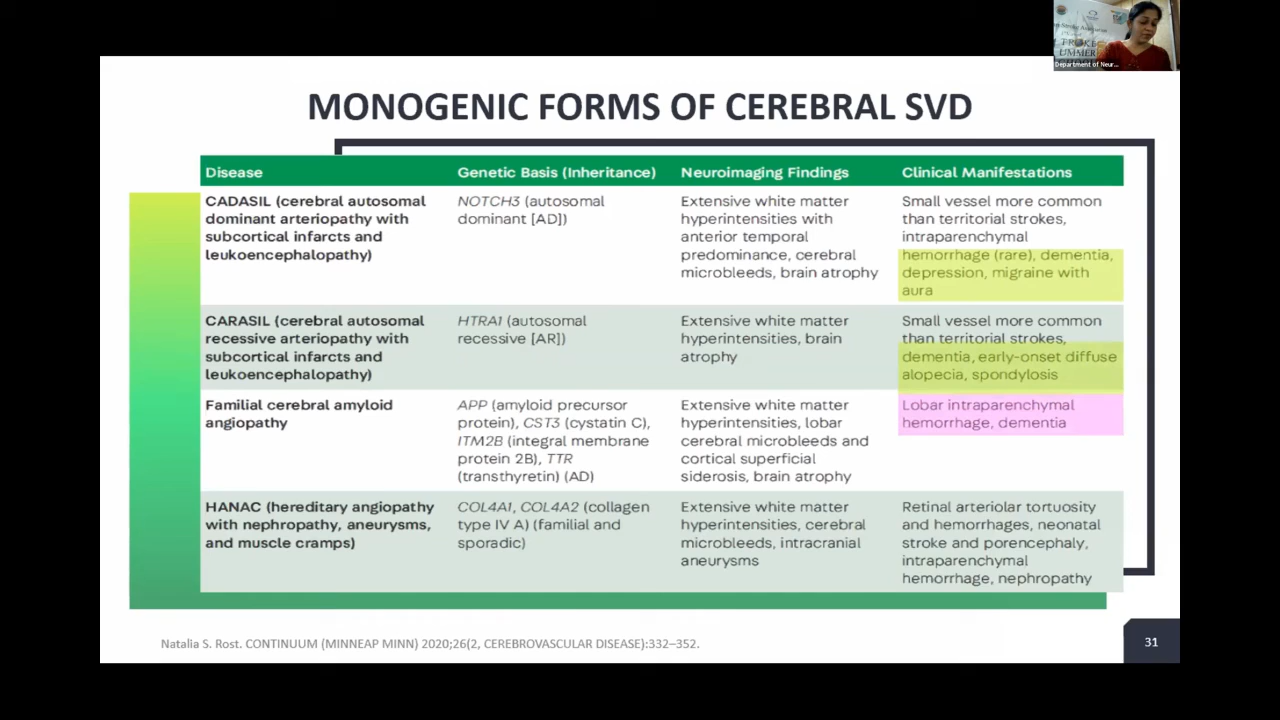 MONOGENIC FORMS OF CEREBRAL SVD
Disease
Genetic Basis (Inheritance)
Neuroimaging Findings
Clinical Manifestations
CADASIL (cerebral autosomal
dominant arteriopathy with
subcortical infarcts and
leukoencephalopathy)
NOTCH3 (autosomal
dominant [AD])
Extensive white matter
hyperintensities with
anterior temporal
predominance, cerebral
microbleeds, brain atrophy
Small vessel more common
than territorial strokes,
intraparenchymal
hemorrhage (rare), dementia,
depression, migraine with
aura
CARASIL (cerebral autosomal
recessive arteriopathy with
subcortical infarcts and
leukoencephalopathy)
HTRA1 (autosomal
recessive [AR])
Extensive white matter
hyperintensities, brain
atrophy
Small vessel more common
than territorial strokes,
dementia, early-onset diffuse
alopecia, spondylosis
Familial cerebral amyloid
angiopathy
APP (amyloid precursor
protein), CST3 (cystatin C),
ITM2B (integral membrane
protein 2B), TTR
(transthyretin) (AD)
Extensive white matter
hyperintensities, lobar
cerebral microbleeds and
cortical superficial
siderosis, brain atrophy
Lobar intraparenchymal
hemorrhage, dementia
HANAC (hereditary angiopathy
with nephropathy, aneurysms,
and muscle cramps)
COL4A1, COL4A2 (collagen
type IV A) (familial and
sporadic)
Extensive white matter
hyperintensities, cerebral
microbleeds, intracranial
aneurysms
Retinal arteriolar tortuosity
and hemorrhages, neonatal
stroke and porencephaly,
intraparenchymal
hemorrhage, nephropathy
Natalia S. Rost. CONTINUUM (MINNEAP MINN) 2020;26(2, CEREBROVASCULAR DISEASE):332–352.
31
Department of Neur...